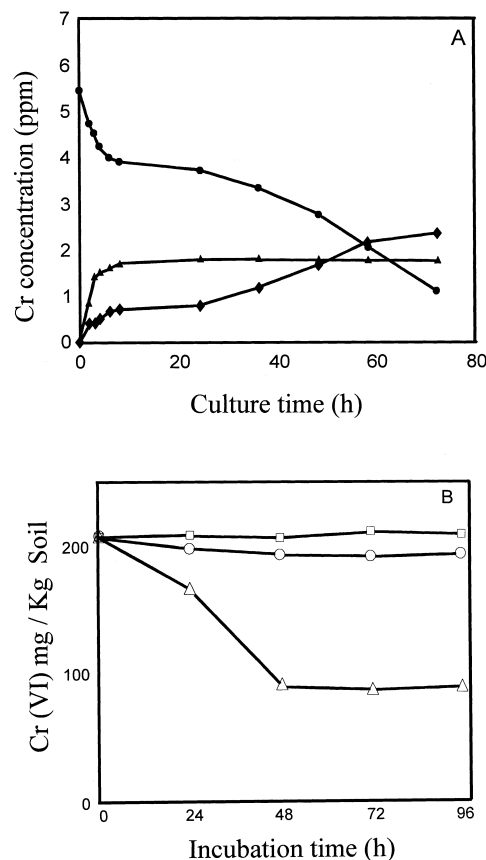 A
7
6
5
4
3
2
1
0
Cr concentration (ppm)
0 20 40 60 80
Culture time (h)
B
200
100
0
Cr (VI) mg / Kg Soil
0 24 48 72 96
Incubation time (h)